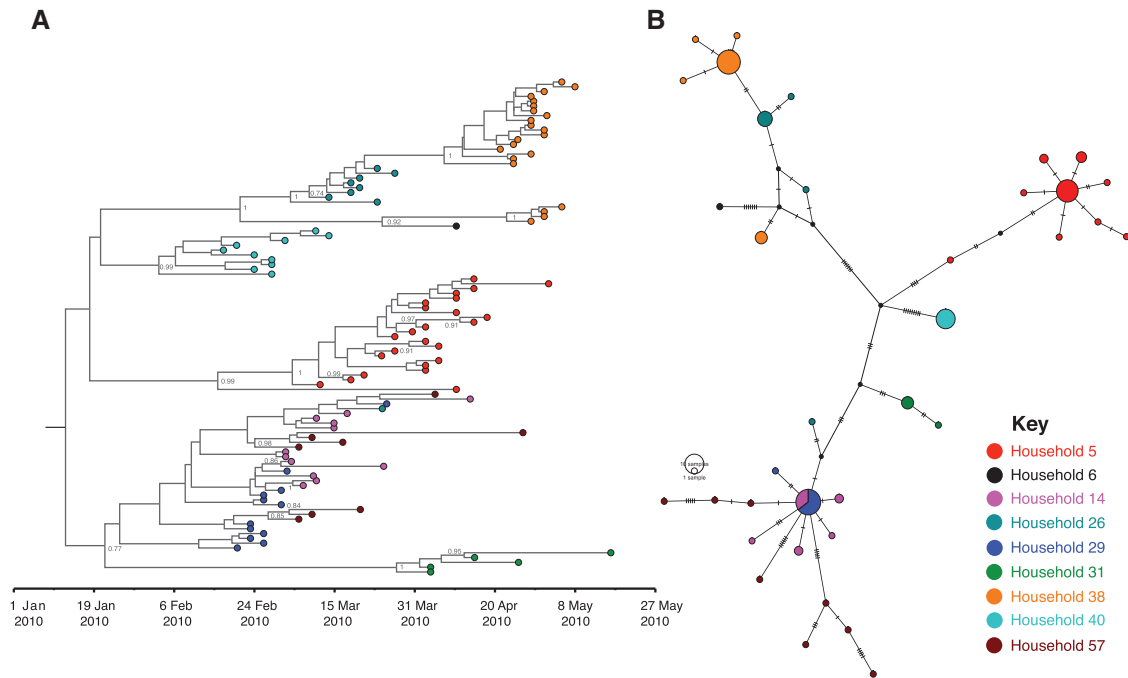 A
B
1
0.74
1
1
0.92
1
0.99
0.97
0.91
0.91
0.99
1
0.99
0.98
0.86
1
0.84
0.85
0.77
0.95
1
1 Jan
2010
19 Jan
2010
6 Feb
2010
24 Feb
2010
15 Mar
2010
31 Mar
2010
20 Apr
2010
8 May
2010
27 May
2010
samples
1 sample
Key
Household 5
Household 6
Household 14
Household 26
Household 29
Household 31
Household 38
Household 40
Household 57